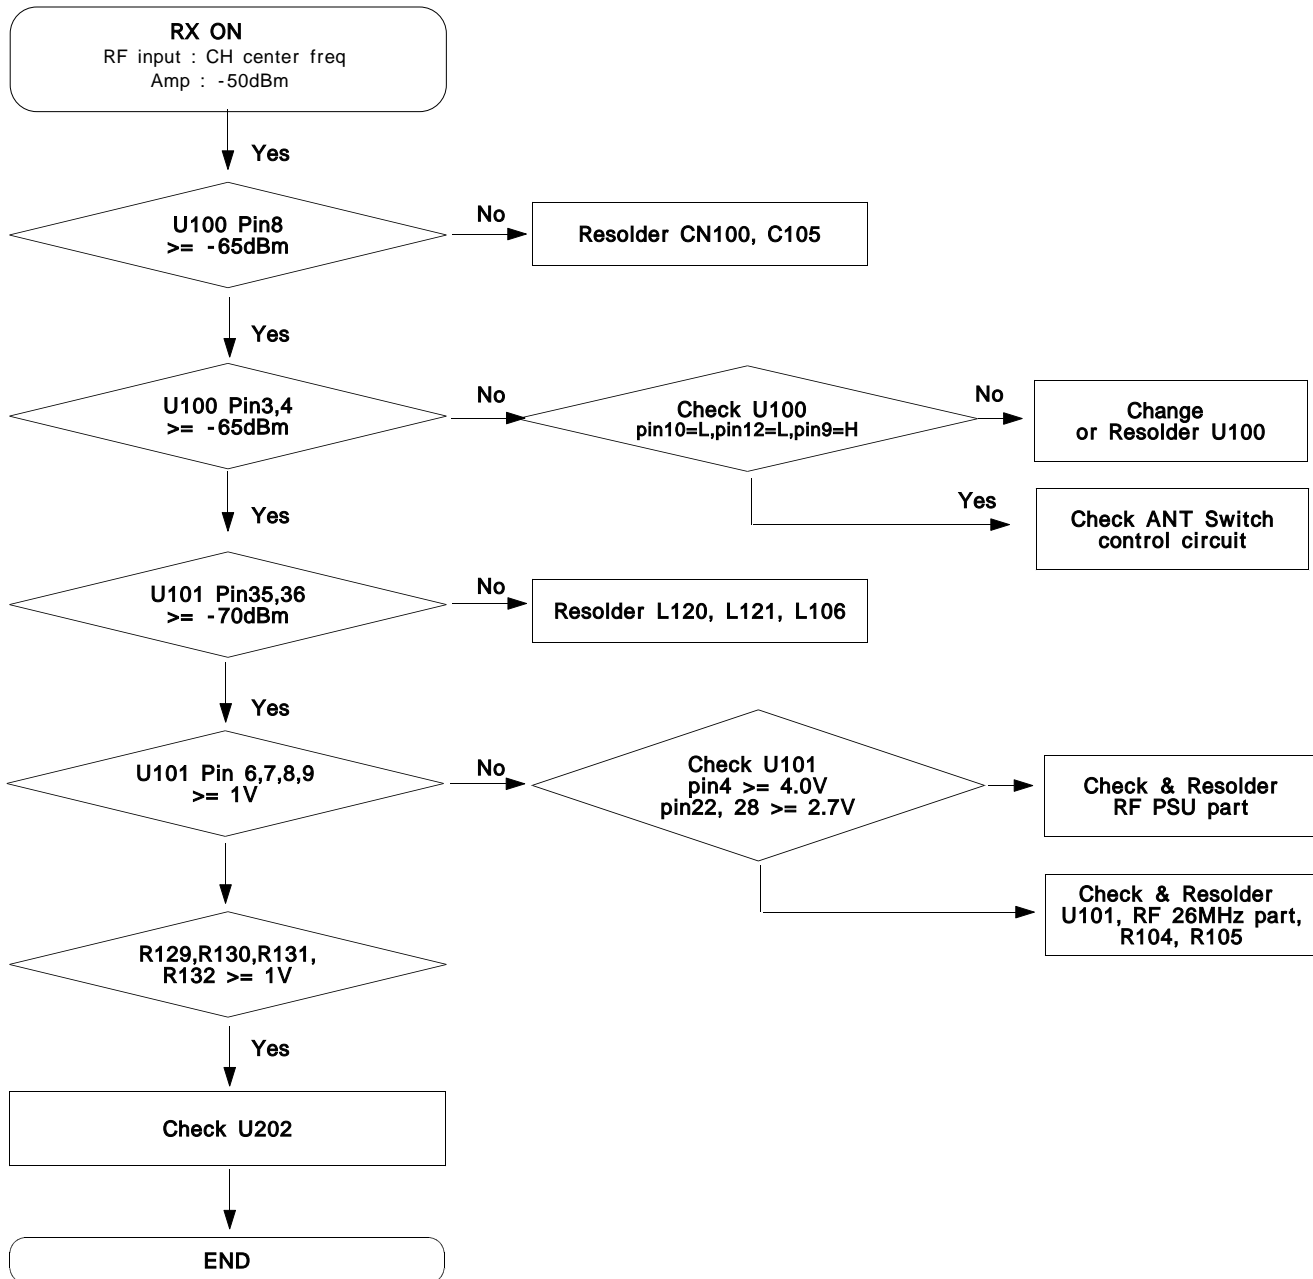 RX ON
RF input : CH center freq
Amp : -50dBm
Yes
U100 Pin8
>= -65dBm
No
Resolder CN100, C105
Yes
U100 Pin3,4
>= -65dBm
No
Check U100
pin10=L,pin12=L,pin9=H
No
Change
or Resolder U100
Yes
Check ANT Switch
control circuit
Yes
U101 Pin35,36
>= -70dBm
No
Resolder L120, L121, L106
Yes
U101 Pin 6,7,8,9
>= 1V
No
Check U101
pin4 >= 4.0V
pin22, 28 >= 2.7V
Check & Resolder
RF PSU part
Check & Resolder
U101, RF 26MHz part,
R104, R105
R129,R130,R131,
R132 >= 1V
Yes
Check U202
END